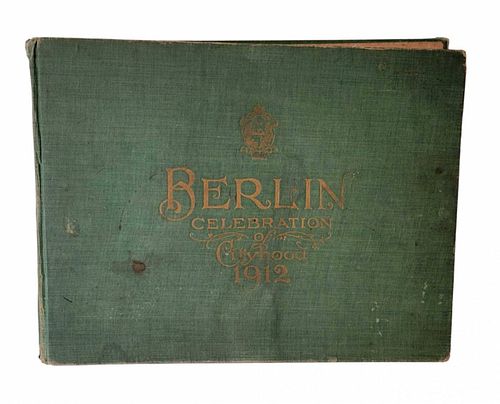 BERLIN
CELEBRATION
of
Cityhood
1912